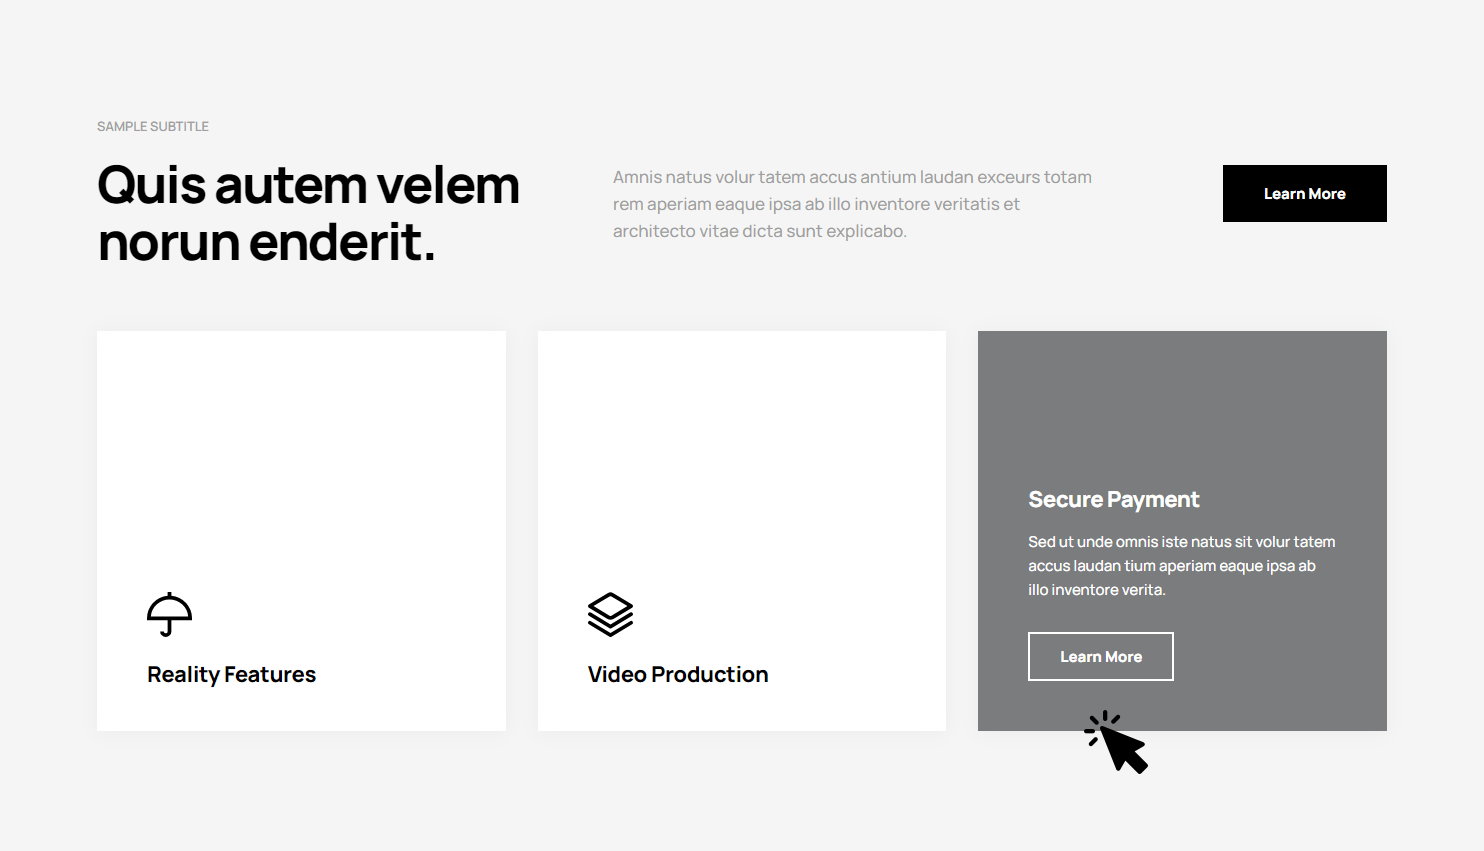 SAMPLE SUBTITLE
Quis autem velem
norun enderit.
Amnis natus volur tatem accus antium laudan exceurs totam
rem aperiam eaque ipsa ab illo inventore veritatis et
architecto vitae dicta sunt explicabo.
Learn More
Reality Features
Video Production
Secure Payment
Sed ut unde omnis iste natus sit volur tatem
accus laudan tium aperiam eaque ipsa ab
illo inventore verita.
Learn More